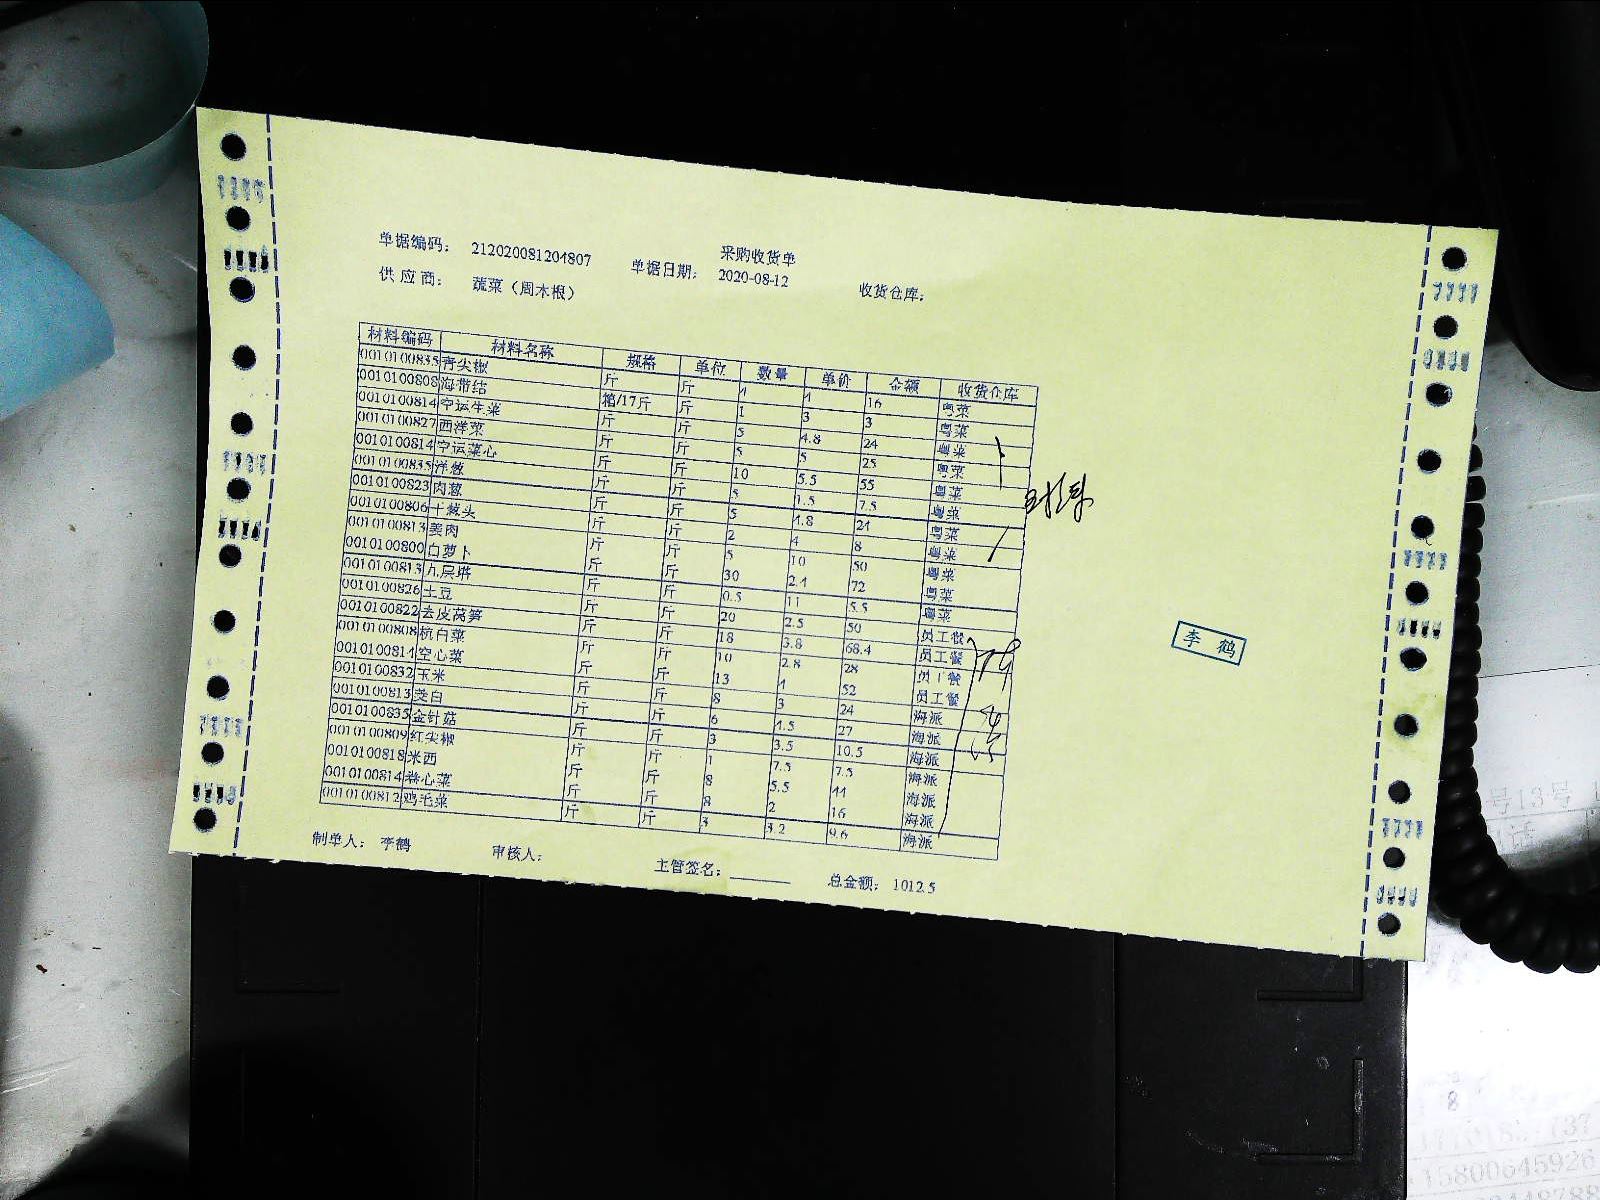 采购收货单
单据编码: 212020081204807 单据日期: 2020-08-12 收货仓库:
供应商: 蔬菜（周木根）
材料编码 材料名称 规格 单位 数量 单价 金额 收货仓库
0010100835 青尖椒 斤 斤 4 4 16 粤菜
0010100808 海带结 箱/17斤 斤 1 3 3 粤菜
0010100814 空运生菜 斤 斤 5 4.8 24 粤菜
0010100827 西洋菜 斤 斤 5 5 25 粤菜
0010100814 空运菜心 斤 斤 10 5.5 55 粤菜
0010100835 洋葱 斤 斤 5 1.5 7.5 粤菜
0010100823 肉葱 斤 斤 5 4.8 24 粤菜
0010100806 干葱头 斤 斤 2 4 8 粤菜
0010100813 姜肉 斤 斤 5 10 50 粤菜
0010100800 白萝卜 斤 斤 30 2.4 72 粤菜
0010100813 九层塔 斤 斤 0.5 11 5.5 粤菜
0010100826 土豆 斤 斤 20 2.5 50 员工餐
0010100822 去皮莴笋 斤 斤 18 3.8 68.4 员工餐
0010100808 杭白菜 斤 斤 10 2.8 28 员工餐
0010100814 空心菜 斤 斤 13 4 52 员工餐
0010100832 玉米 斤 斤 8 3 24 海派
0010100813 茭白 斤 斤 6 4.5 27 海派
0010100835 金针菇 斤 斤 3 3.5 10.5 海派
0010100809 红尖椒 斤 斤 1 7.5 7.5 海派
0010100818 米西 斤 斤 8 5.5 44 海派
0010100814 卷心菜 斤 斤 8 2 16 海派
0010100812 鸡毛菜 斤 斤 3 3.2 9.6 海派
制单人: 李鹤 审核人: 主管签名: 总金额: 1012.5
李鹤
号13号
15800645926